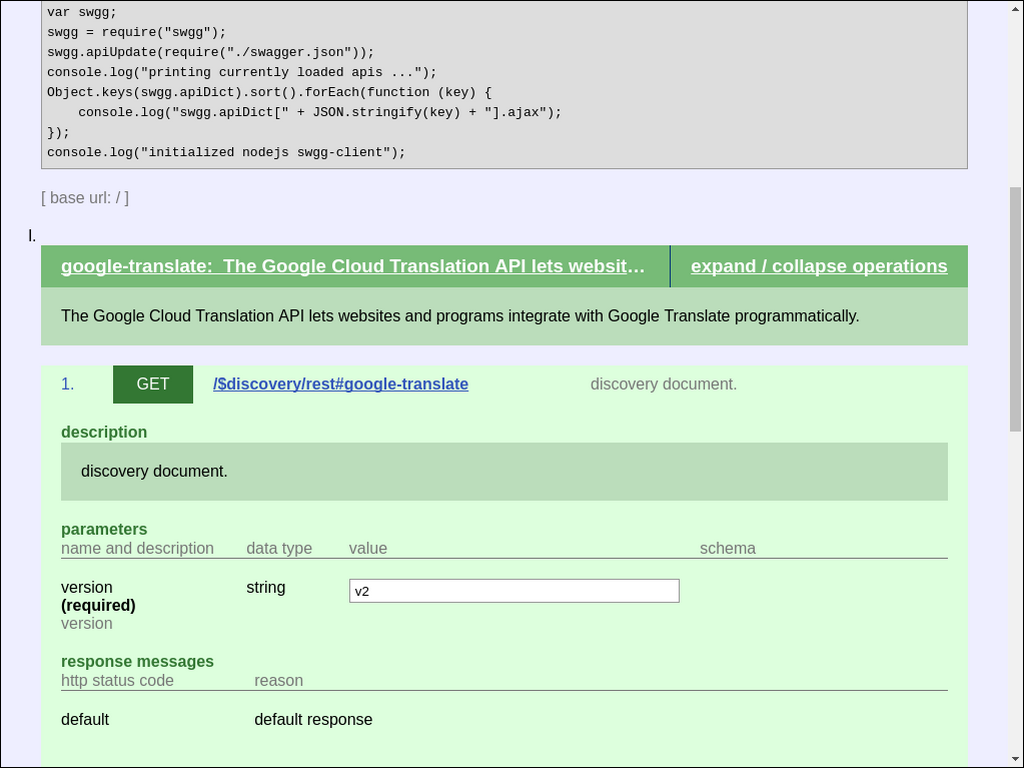 var swgg;
swgg = require("swgg");
swgg.apiUpdate(require("./swagger.json"));
console.log("printing currently loaded apis ...");
Object.keys(swgg.apiDict).sort().forEach(function (key) {
    console.log("swgg.apiDict[" + JSON.stringify(key) + "].ajax");
});
console.log("initialized nodejs swgg-client");
[ base url: / ]
I.
google-translate:  The Google Cloud Translation API lets websit… expand / collapse operations
The Google Cloud Translation API lets websites and programs integrate with Google Translate programmatically.
1. GET /$discovery/rest#google-translate discovery document.
description
discovery document.
parameters
name and description data type value schema
version string v2
(required)
version
response messages
http status code reason
default default response